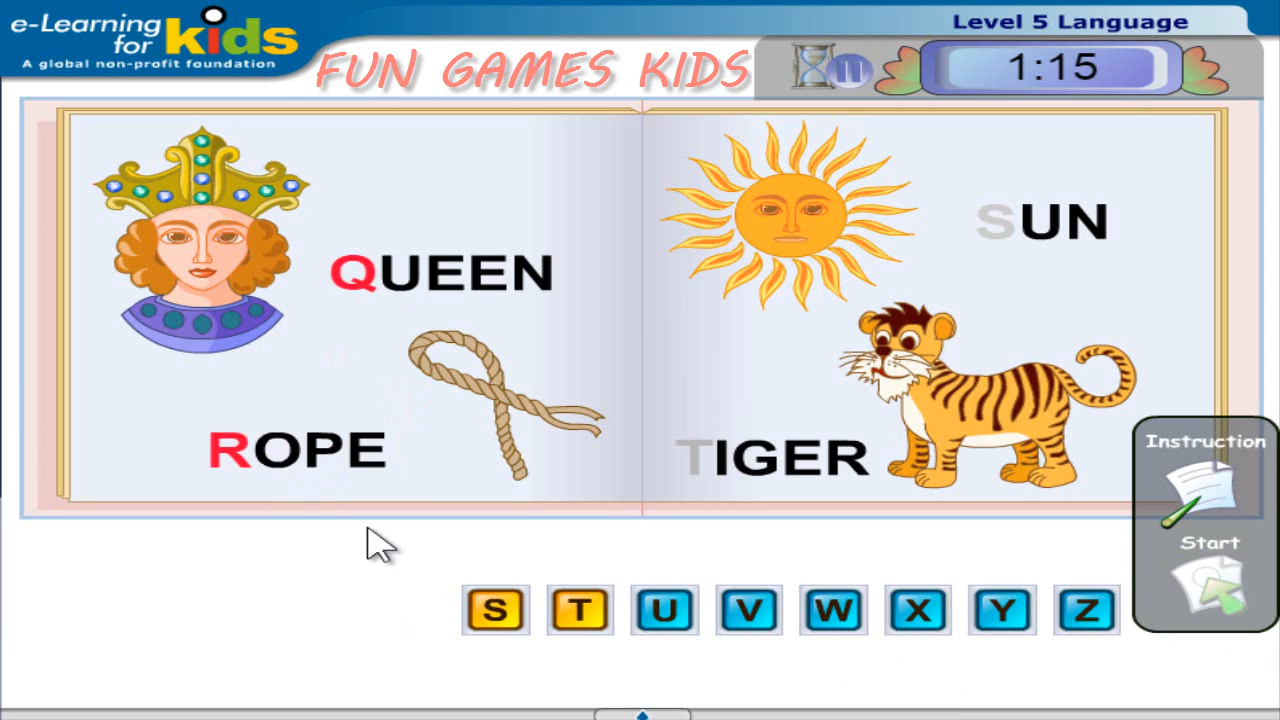 e-Learning
for kids
A global non-profit foundation
FUN GAMES KIDS
Level 5 Language
1:15
QUEEN
SUN
ROPE
TIGER
Instruction
Start
S T U V W X Y Z